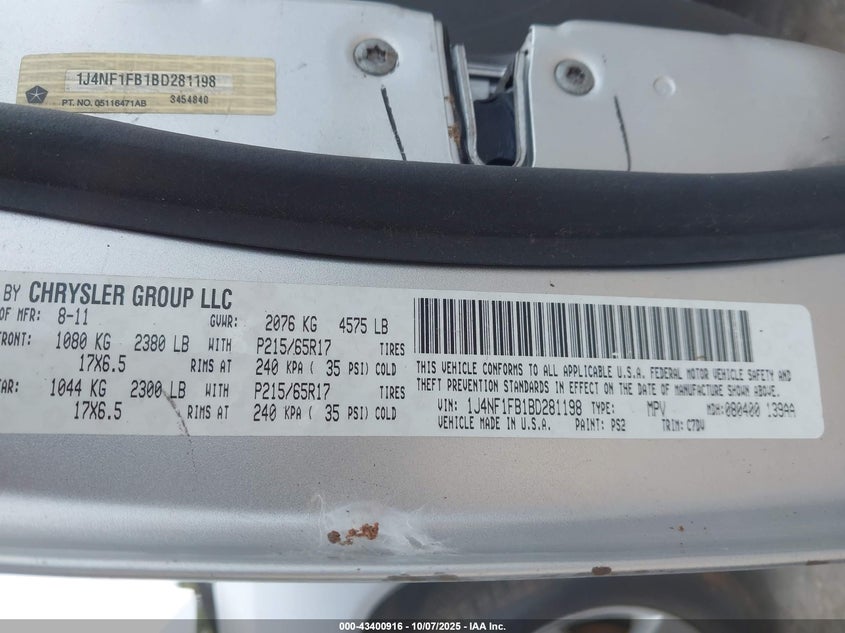 1J4NF1FB1BD281198
3454840
PT. NO. 05116471AB
BY CHRYSLER GROUP LLC
OF MFR: 8-11 GVWR: 2076 KG 4575 LB
FRONT: 1080 KG 2380 LB WITH P215/65R17 TIRES
17X6.5 RIMS AT 240 KPA ( 35 PSI) COLD
EAR: 1044 KG 2300 LB WITH P215/65R17 TIRES
17X6.5 RIMS AT 240 KPA ( 35 PSI) COLD
THIS VEHICLE CONFORMS TO ALL APPLICABLE U.S.A. FEDERAL MOTOR VEHICLE SAFETY AND
THEFT PREVENTION STANDARDS IN EFFECT ON THE DATE OF MANUFACTURE SHOWN ABOVE.
VIN: 1J4NF1FB1BD281198 TYPE: MPV MDH: 080400 139AA
VEHICLE MADE IN U.S.A. PAINT: PS2 TRIM: C7DV
000-43400916 - 10/07/2025 - IAA Inc.